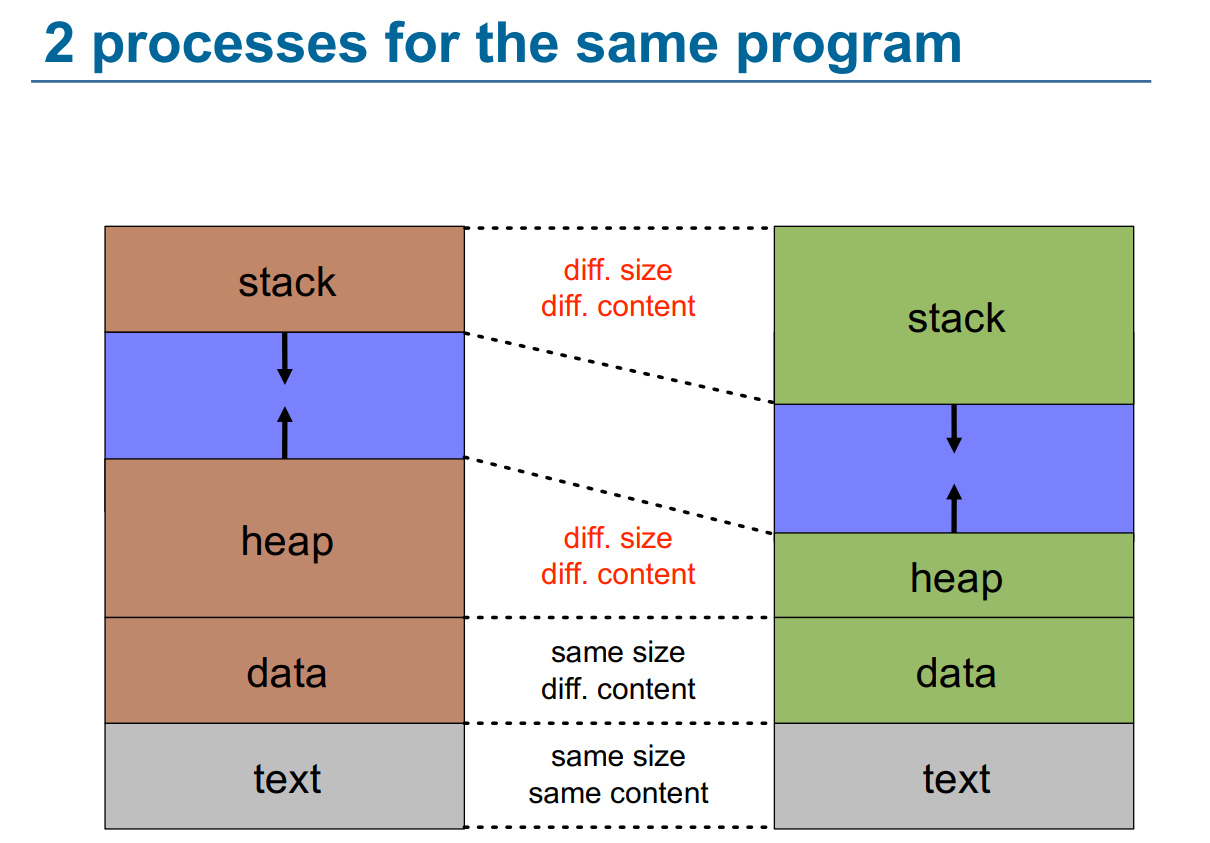 2 processes for the same program
stack
diff. size
diff. content
stack
heap
diff. size
diff. content
heap
data
same size
diff. content
data
text
same size
same content
text